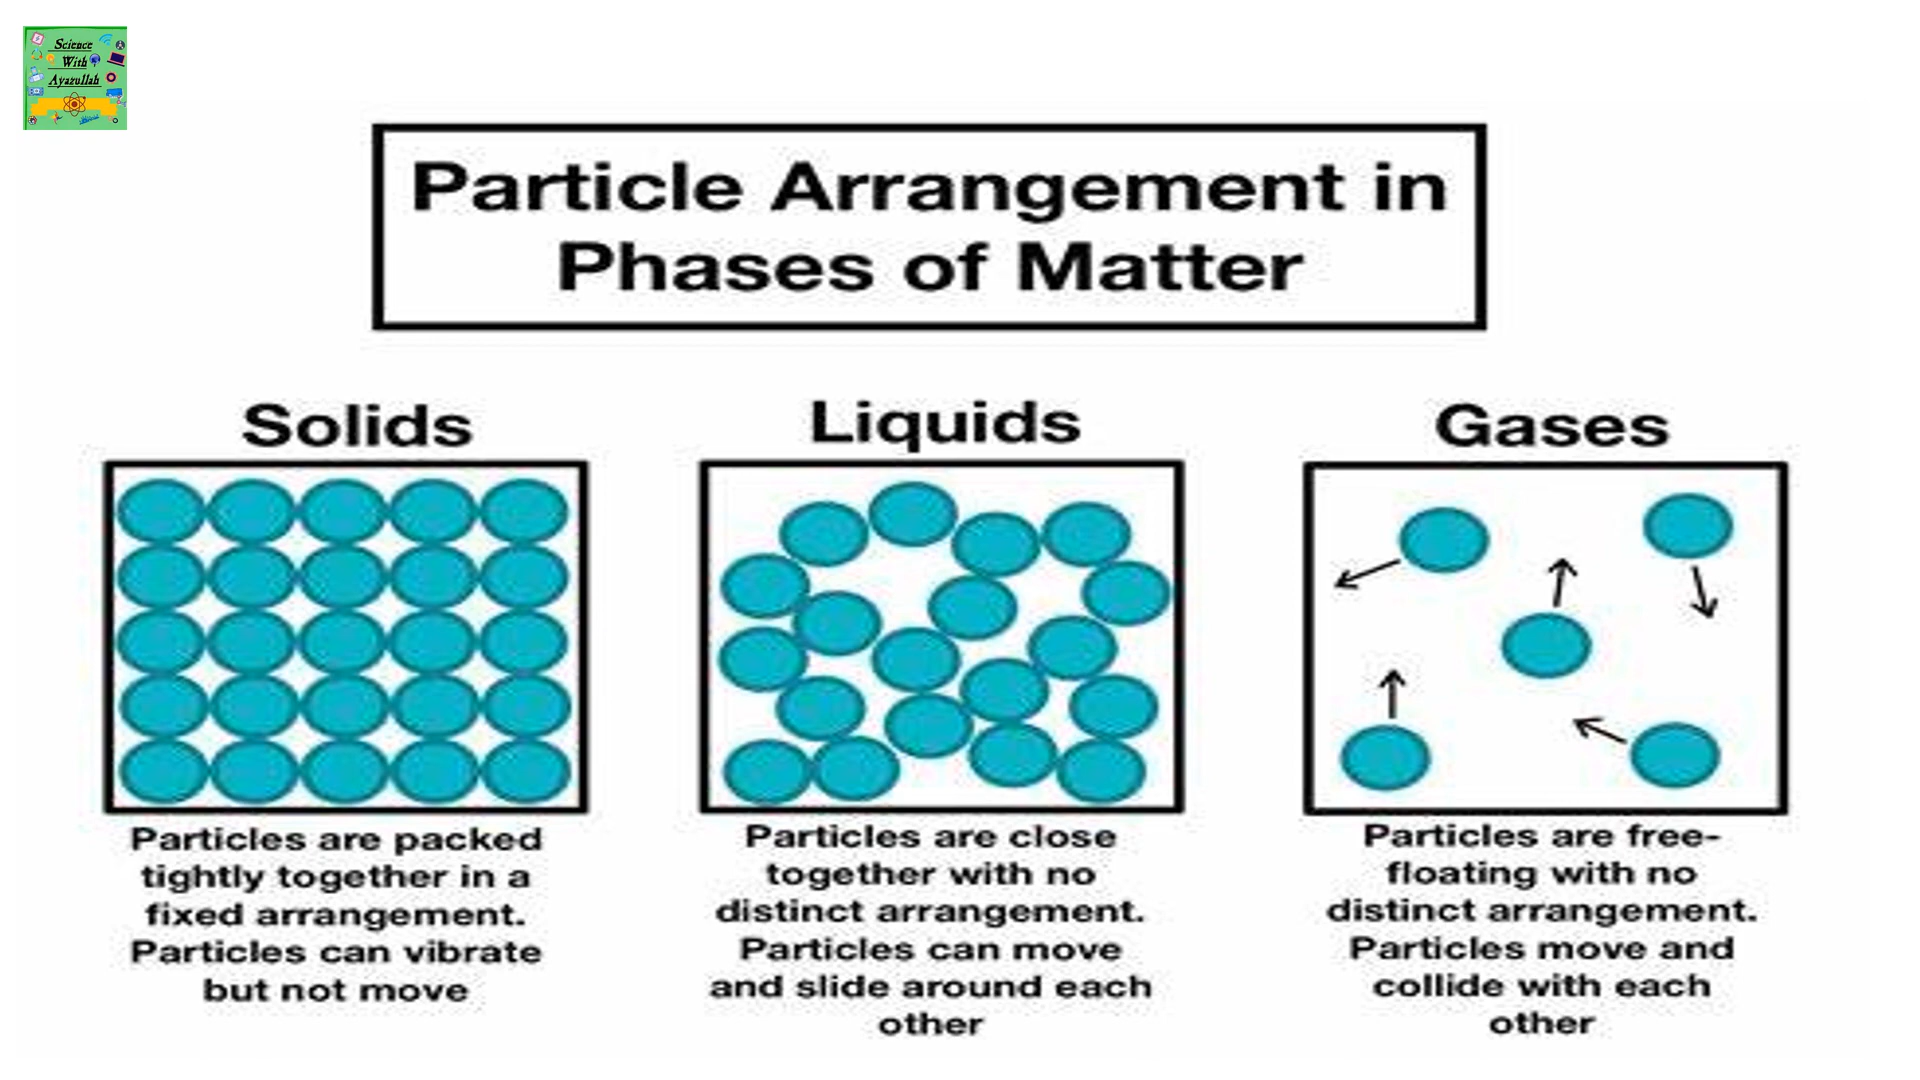 Science
With
Ayazullah
Particle Arrangement in
Phases of Matter
Solids
Particles are packed
tightly together in a
fixed arrangement.
Particles can vibrate
but not move
Liquids
Particles are close
together with no
distinct arrangement.
Particles can move
and slide around each
other
Gases
Particles are free-
floating with no
distinct arrangement.
Particles move and
collide with each
other